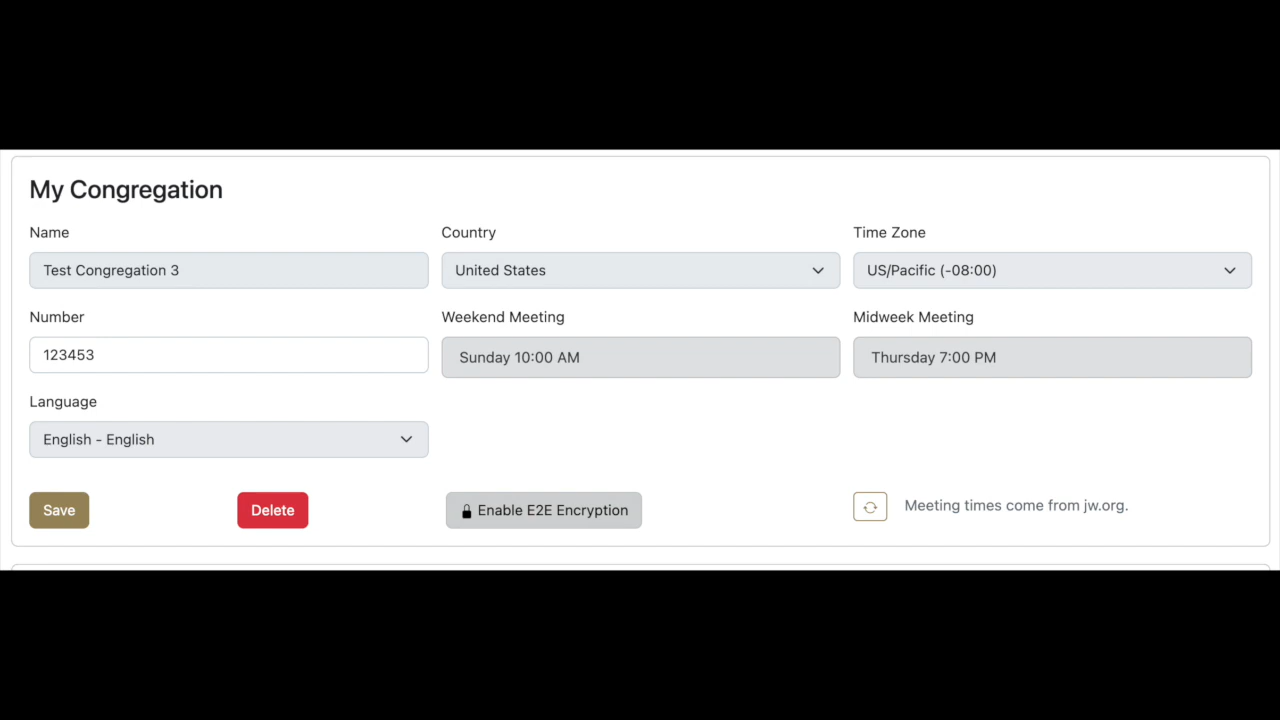 My Congregation
Name
Country
Time Zone
Test Congregation 3
United States
US/Pacific (-08:00)
Number
Weekend Meeting
Midweek Meeting
123453
Sunday 10:00 AM
Thursday 7:00 PM
Language
English - English
Save
Delete
Enable E2E Encryption
Meeting times come from jw.org.